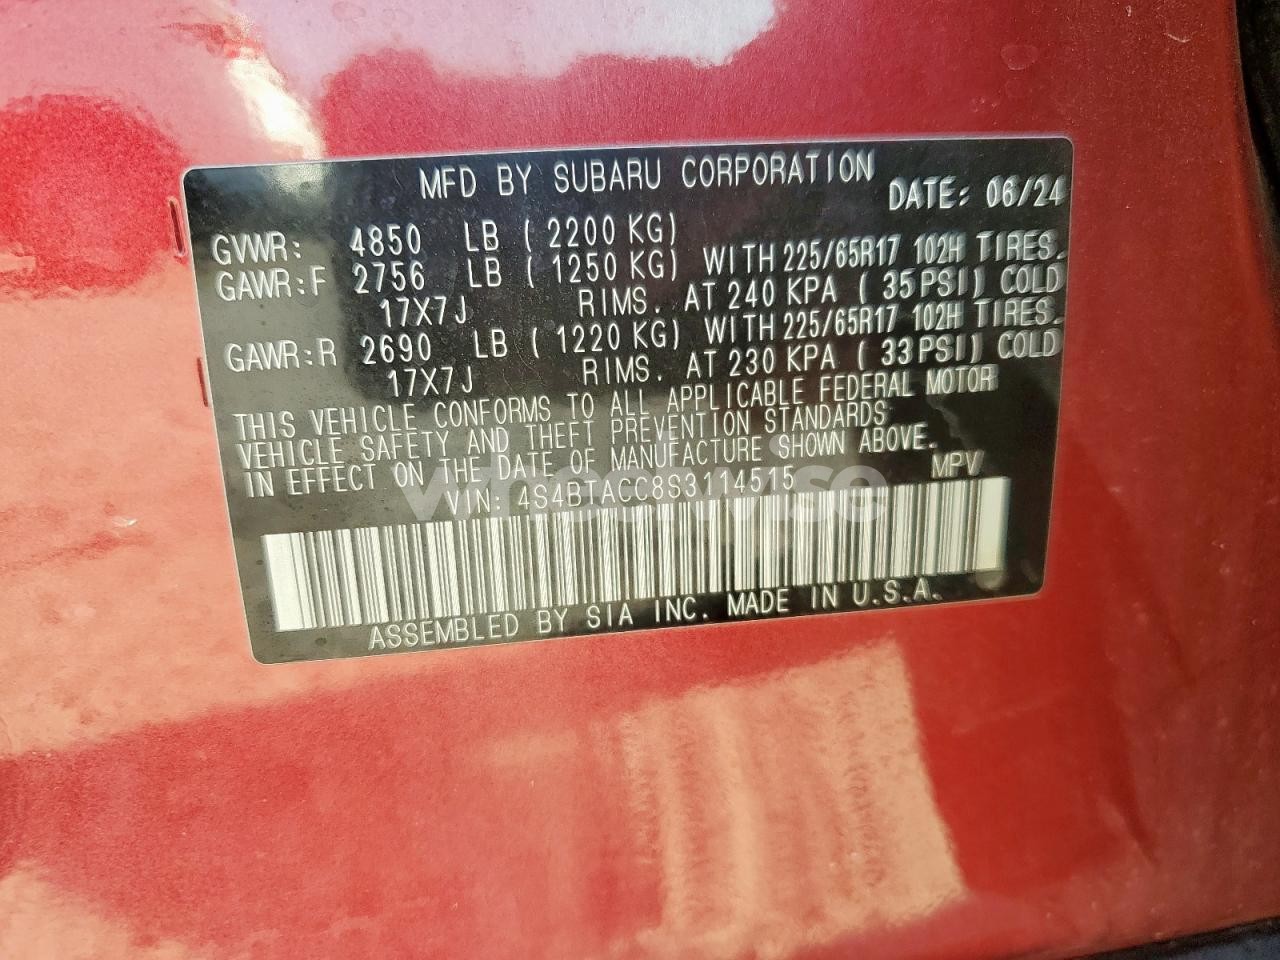 MFD BY SUBARU CORPORATION DATE: 06/24
GVWR: 4850 LB ( 2200 KG)
GAWR:F 2756 LB ( 1250 KG) WITH 225/65R17 102H TIRES.
17X7J RIMS. AT 240 KPA ( 35 PSI) COLD
GAWR:R 2690 LB ( 1220 KG) WITH 225/65R17 102H TIRES.
17X7J RIMS. AT 230 KPA ( 33 PSI) COLD
THIS VEHICLE CONFORMS TO ALL APPLICABLE FEDERAL MOTOR
VEHICLE SAFETY AND THEFT PREVENTION STANDARDS
IN EFFECT ON THE DATE OF MANUFACTURE SHOWN ABOVE.
VIN: 4S4BTACC8S3114515 MPV
ASSEMBLED BY SIA INC. MADE IN U.S.A.